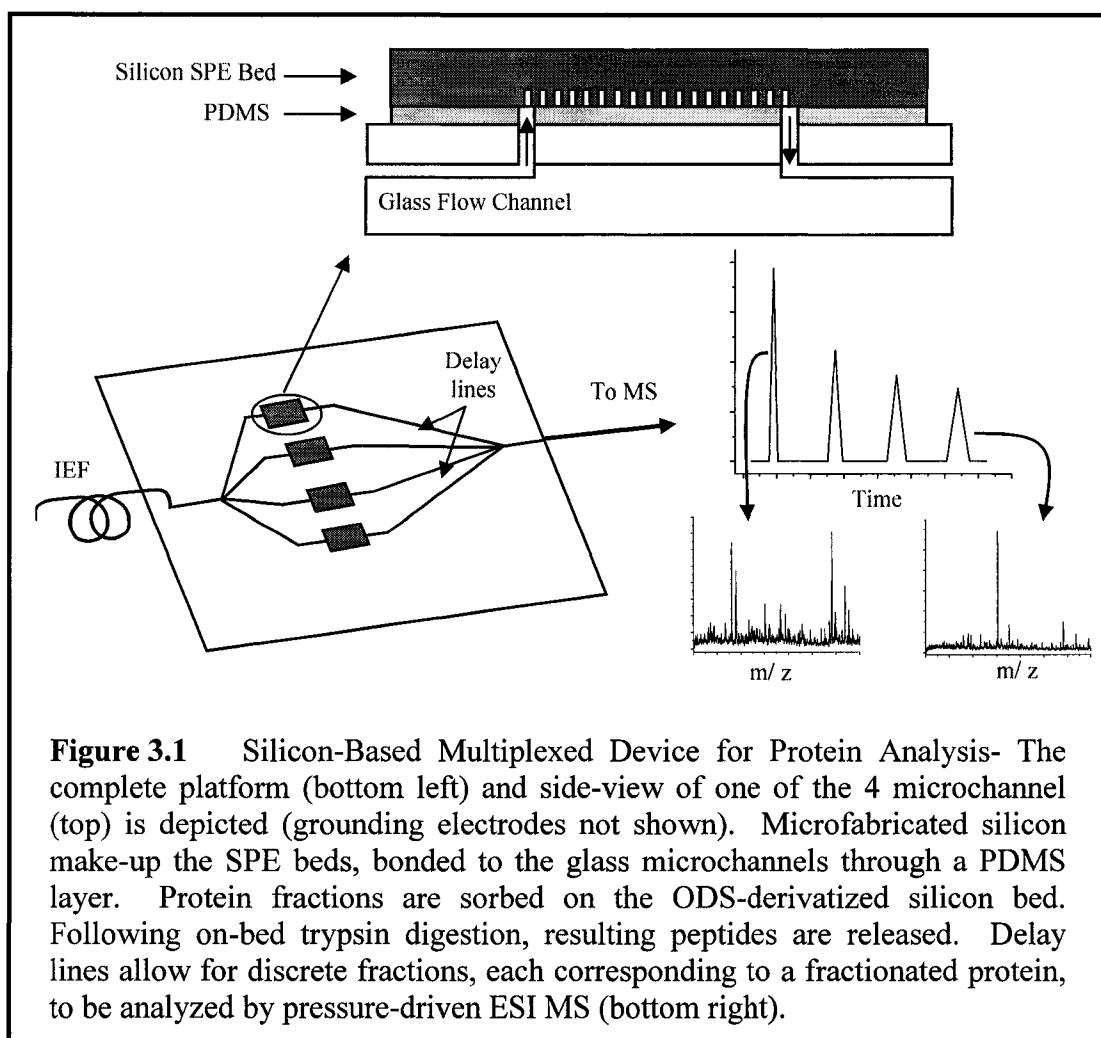 Silicon SPE Bed
PDMS
Glass Flow Channel
Delay
lines
To MS
IEF
Time
m/ z
m/ z
Figure 3.1 Silicon-Based Multiplexed Device for Protein Analysis- The
complete platform (bottom left) and side-view of one of the 4 microchannel
(top) is depicted (grounding electrodes not shown). Microfabricated silicon
make-up the SPE beds, bonded to the glass microchannels through a PDMS
layer. Protein fractions are sorbed on the ODS-derivatized silicon bed.
Following on-bed trypsin digestion, resulting peptides are released. Delay
lines allow for discrete fractions, each corresponding to a fractionated protein,
to be analyzed by pressure-driven ESI MS (bottom right).